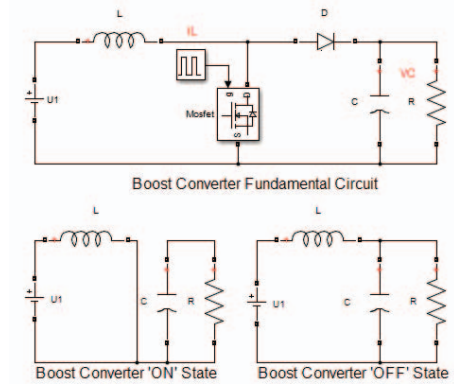 L
IL
D
VC
U1
g
D
S
Mosfet
C
R
Boost Converter Fundamental Circuit
L
L
U1
C
R
U1
C
R
Boost Converter 'ON' State
Boost Converter 'OFF' State